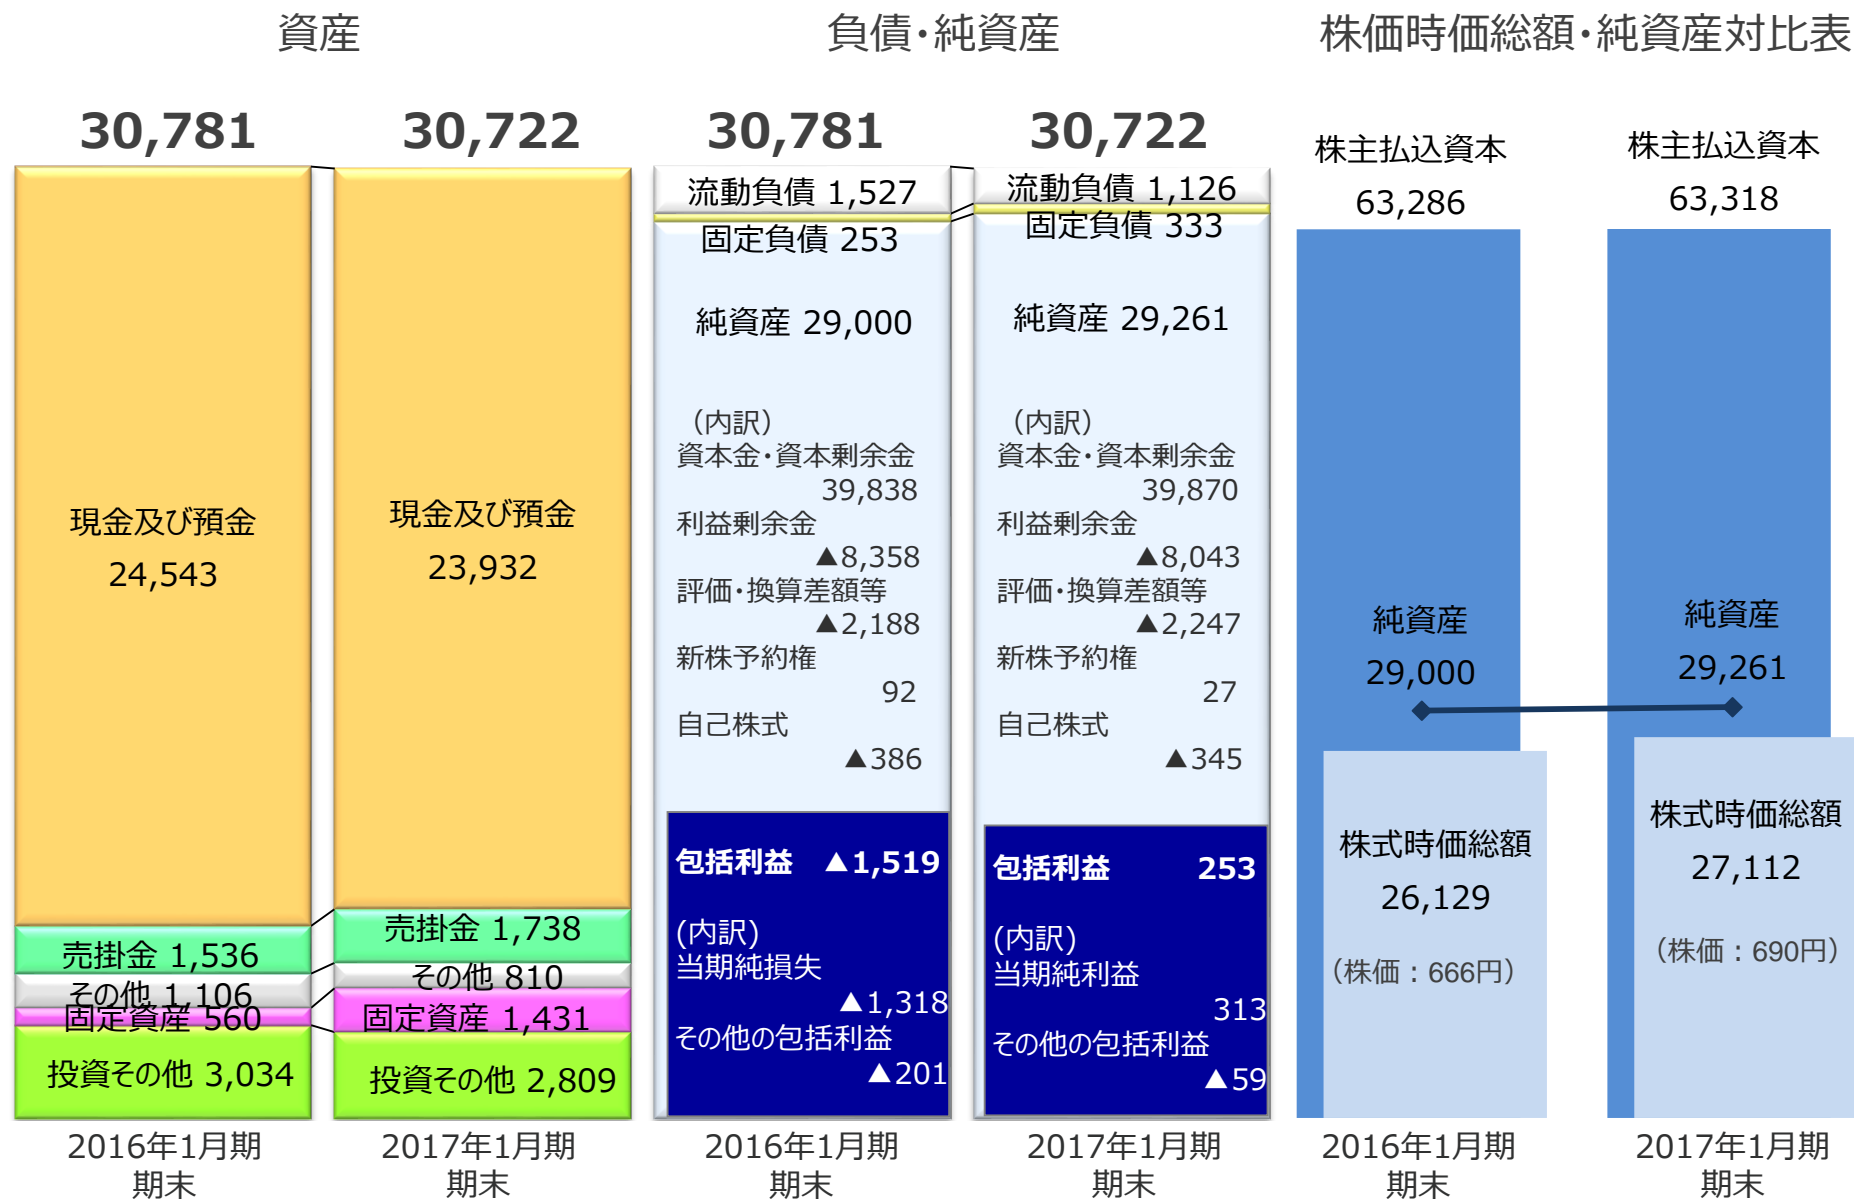 資産
30,781
30,722
現金及び預金
24,543
売掛金 1,536
その他 1,106
固定資産 560
投資その他 3,034
2016年1月期
期末
現金及び預金
23,932
売掛金 1,738
その他 810
固定資産 1,431
投資その他 2,809
2017年1月期
期末
負債・純資産
30,781
30,722
流動負債 1,527
固定負債 253
純資産 29,000
（内訳）
資本金・資本剰余金
39,838
利益剰余金
▲8,358
評価・換算差額等
▲2,188
新株予約権
92
自己株式
▲386
包括利益 ▲1,519
(内訳)
当期純損失
▲1,318
その他の包括利益
▲201
2016年1月期
期末
流動負債 1,126
固定負債 333
純資産 29,261
（内訳）
資本金・資本剰余金
39,870
利益剰余金
▲8,043
評価・換算差額等
▲2,247
新株予約権
27
自己株式
▲345
包括利益 253
(内訳)
当期純利益
313
その他の包括利益
▲59
2017年1月期
期末
株価時価総額・純資産対比表
株主払込資本
63,286
純資産
29,000
株式時価総額
26,129
（株価：666円）
2016年1月期
期末
株主払込資本
63,318
純資産
29,261
株式時価総額
27,112
（株価：690円）
2017年1月期
期末